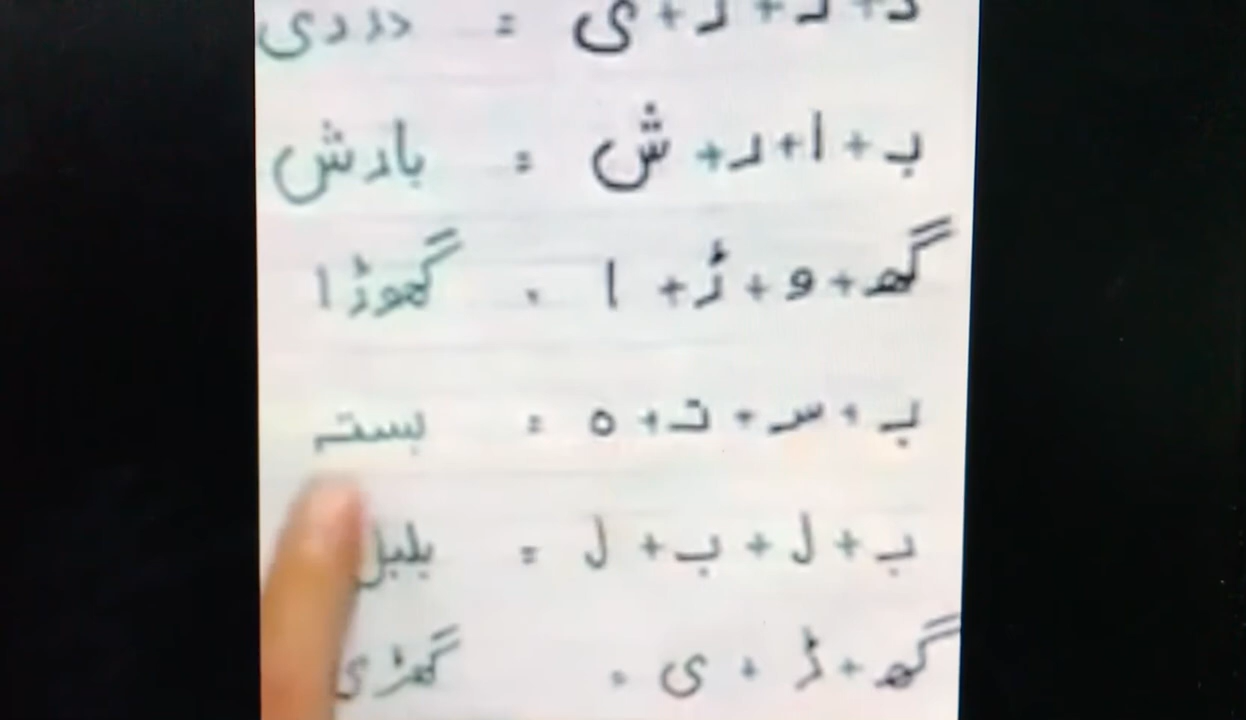 ب + ا + ر + ش = بارش
گھ + و + ڑ + ا = گھوڑا
ب + س + ت + ہ = بستہ
ب + ل + ب + ل = بلبل
گھ + ڑ + ی = گھڑی